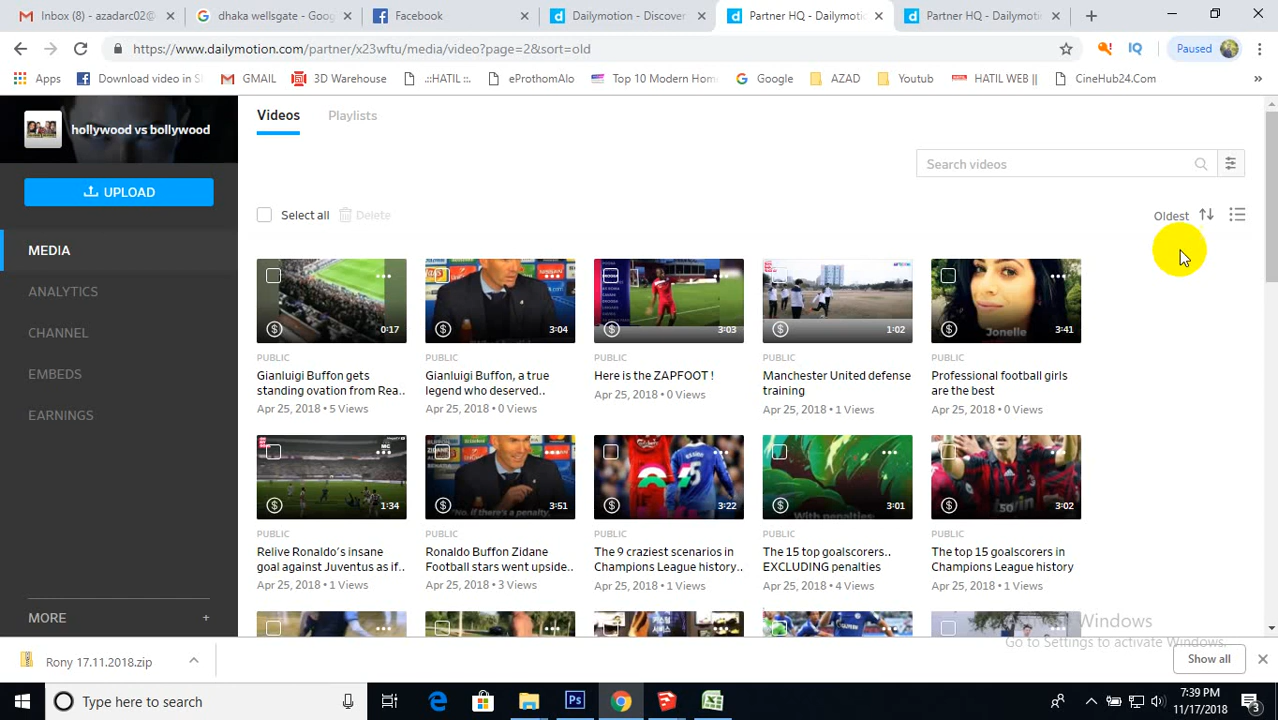 Inbox (8) - azadarc02@
dhaka wellsgate - Goog
Facebook
Dailymotion - Discover
Partner HQ - Dailymotio
Partner HQ - Dailymot
https://www.dailymotion.com/partner/x23wftu/media/video?page=2&sort=old
Paused
Apps
Download video in S
GMAIL
3D Warehouse
.::HATIL ::.
eProthomAlo
Top 10 Modern Hom
Google
AZAD
Youtub
HATIL WEB ||
CineHub24.Com
»
hollywood vs bollywood
UPLOAD
MEDIA
ANALYTICS
CHANNEL
EMBEDS
EARNINGS
MORE +
Videos Playlists
Search videos
Select all Delete
Oldest
0:17
3:04
3:03
1:02
Jonelle
3:41
PUBLIC
Gianluigi Buffon gets
standing ovation from Rea..
Apr 25, 2018 • 5 Views
PUBLIC
Gianluigi Buffon, a true
legend who deserved..
Apr 25, 2018 • 0 Views
PUBLIC
Here is the ZAPFOOT !
Apr 25, 2018 • 0 Views
PUBLIC
Manchester United defense
training
Apr 25, 2018 • 1 Views
PUBLIC
Professional football girls
are the best
Apr 25, 2018 • 0 Views
1:34
"No, if there's a penalty,
3:51
3:22
With penalties
3:01
3:02
PUBLIC
Relive Ronaldo's insane
goal against Juventus as if..
Apr 25, 2018 • 1 Views
PUBLIC
Ronaldo Buffon Zidane
Football stars went upside..
Apr 25, 2018 • 3 Views
PUBLIC
The 9 craziest scenarios in
Champions League history..
Apr 25, 2018 • 1 Views
PUBLIC
The 15 top goalscorers..
EXCLUDING penalties
Apr 25, 2018 • 4 Views
PUBLIC
The top 15 goalscorers in
Champions League history
Apr 25, 2018 • 1 Views
Windows
Go to Settings to activate Windows.
Rony 17.11.2018.zip
Show all
Type here to search
7:39 PM
11/17/2018
3